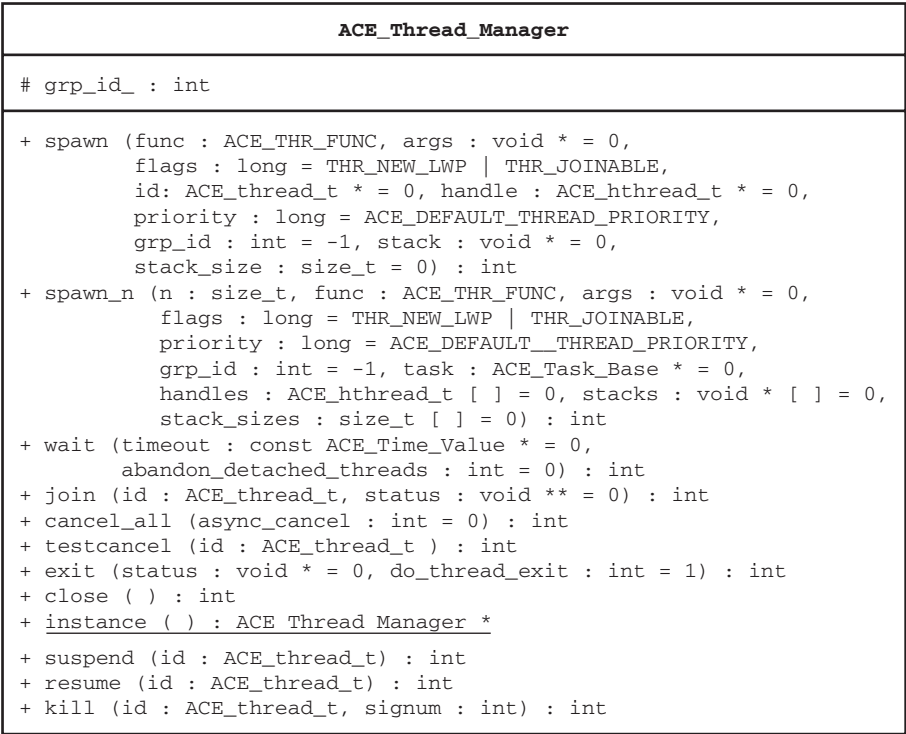 ACE_Thread_Manager
# grp_id_ : int
+ spawn (func : ACE_THR_FUNC, args : void * = 0,
flags : long = THR_NEW_LWP | THR_JOINABLE,
id: ACE_thread_t * = 0, handle : ACE_hthread_t * = 0,
priority : long = ACE_DEFAULT_THREAD_PRIORITY,
grp_id : int = -1, stack : void * = 0,
stack_size : size_t = 0) : int
+ spawn_n (n : size_t, func : ACE_THR_FUNC, args : void * = 0,
flags : long = THR_NEW_LWP | THR_JOINABLE,
priority : long = ACE_DEFAULT__THREAD_PRIORITY,
grp_id : int = -1, task : ACE_Task_Base * = 0,
handles : ACE_hthread_t [ ] = 0, stacks : void * [ ] = 0,
stack_sizes : size_t [ ] = 0) : int
+ wait (timeout : const ACE_Time_Value * = 0,
abandon_detached_threads : int = 0) : int
+ join (id : ACE_thread_t, status : void ** = 0) : int
+ cancel_all (async_cancel : int = 0) : int
+ testcancel (id : ACE_thread_t ) : int
+ exit (status : void * = 0, do_thread_exit : int = 1) : int
+ close ( ) : int
+ instance ( ) : ACE Thread Manager *
+ suspend (id : ACE_thread_t) : int
+ resume (id : ACE_thread_t) : int
+ kill (id : ACE_thread_t, signum : int) : int